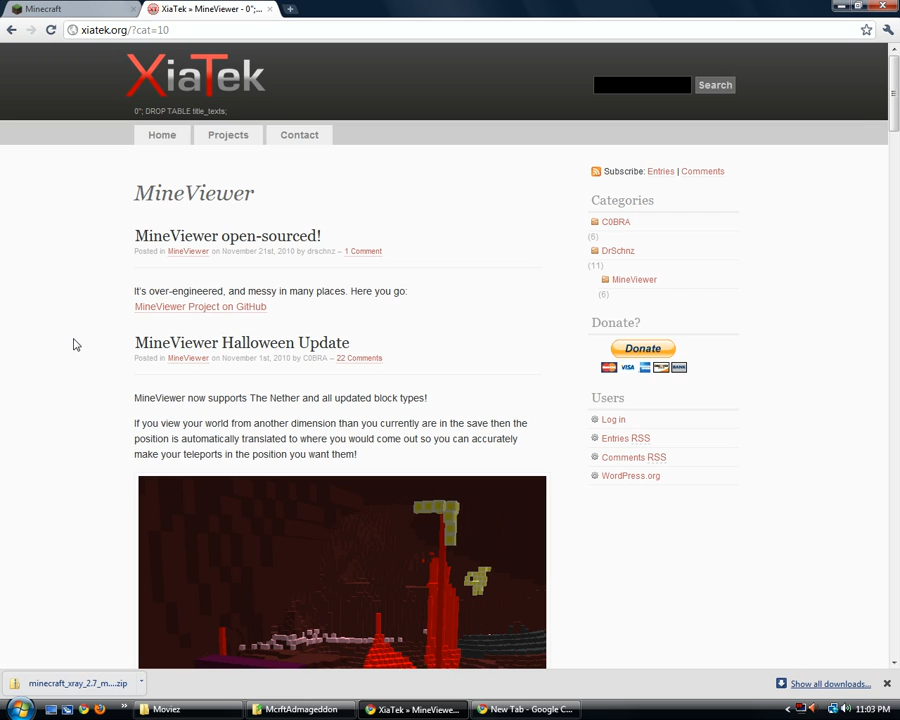 Minecraft
XiaTek » MineViewer - 0";...
xiatek.org/?cat=10
XiaTek
0"; DROP TABLE title_texts;
Search
Home
Projects
Contact
Subscribe: Entries | Comments
MineViewer
Categories
C0BRA
(6)
DrSchnz
(11)
MineViewer
(6)
MineViewer open-sourced!
Posted in MineViewer on November 21st, 2010 by drschnz – 1 Comment
It's over-engineered, and messy in many places. Here you go:
MineViewer Project on GitHub
Donate?
Donate
VISA
BANK
MineViewer Halloween Update
Posted in MineViewer on November 1st, 2010 by C0BRA – 22 Comments
MineViewer now supports The Nether and all updated block types!
If you view your world from another dimension than you currently are in the save then the
position is automatically translated to where you would come out so you can accurately
make your teleports in the position you want them!
Users
Log in
Entries RSS
Comments RSS
WordPress.org
minecraft_xray_2.7_m....zip
Show all downloads...
Moviez
McrftAdmageddon
XiaTek » MineViewe...
New Tab - Google C...
11:03 PM